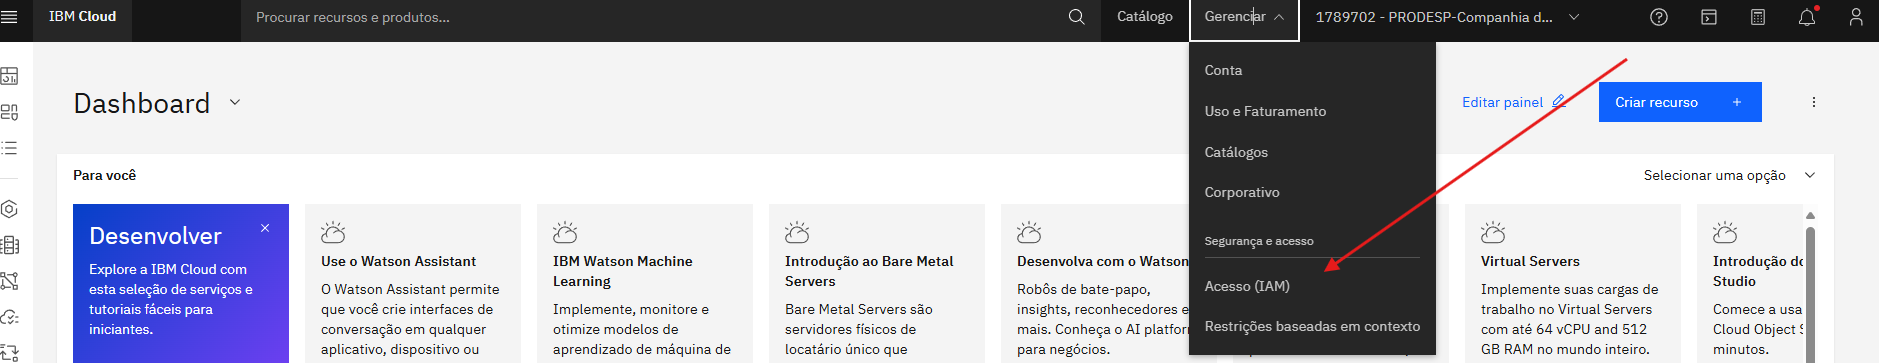 IBM Cloud
Procurar recursos e produtos...
Catálogo
Gerenciar
1789702 - PRODESP-Companhia d...
Conta
Uso e Faturamento
Catálogos
Corporativo
Segurança e acesso
Acesso (IAM)
Restrições baseadas em contexto
Dashboard
Editar painel
Criar recurso +
Para você
Selecionar uma opção
Desenvolver
Explore a IBM Cloud com
esta seleção de serviços e
tutoriais fáceis para
iniciantes.
Use o Watson Assistant
O Watson Assistant permite
que você crie interfaces de
conversação em qualquer
aplicativo, dispositivo ou
IBM Watson Machine
Learning
Implemente, monitore e
otimize modelos de
aprendizado de máquina de
Introdução ao Bare Metal
Servers
Bare Metal Servers são
servidores físicos de
locatário único que
Desenvolva com o Watson
Robôs de bate-papo,
insights, reconhecedores e
mais. Conheça o AI platfor
para negócios.
Virtual Servers
Implemente suas cargas de
trabalho no Virtual Servers
com até 64 vCPU and 512
GB RAM no mundo inteiro.
Introdução do
Studio
Comece a usa
Cloud Object S
minutos.